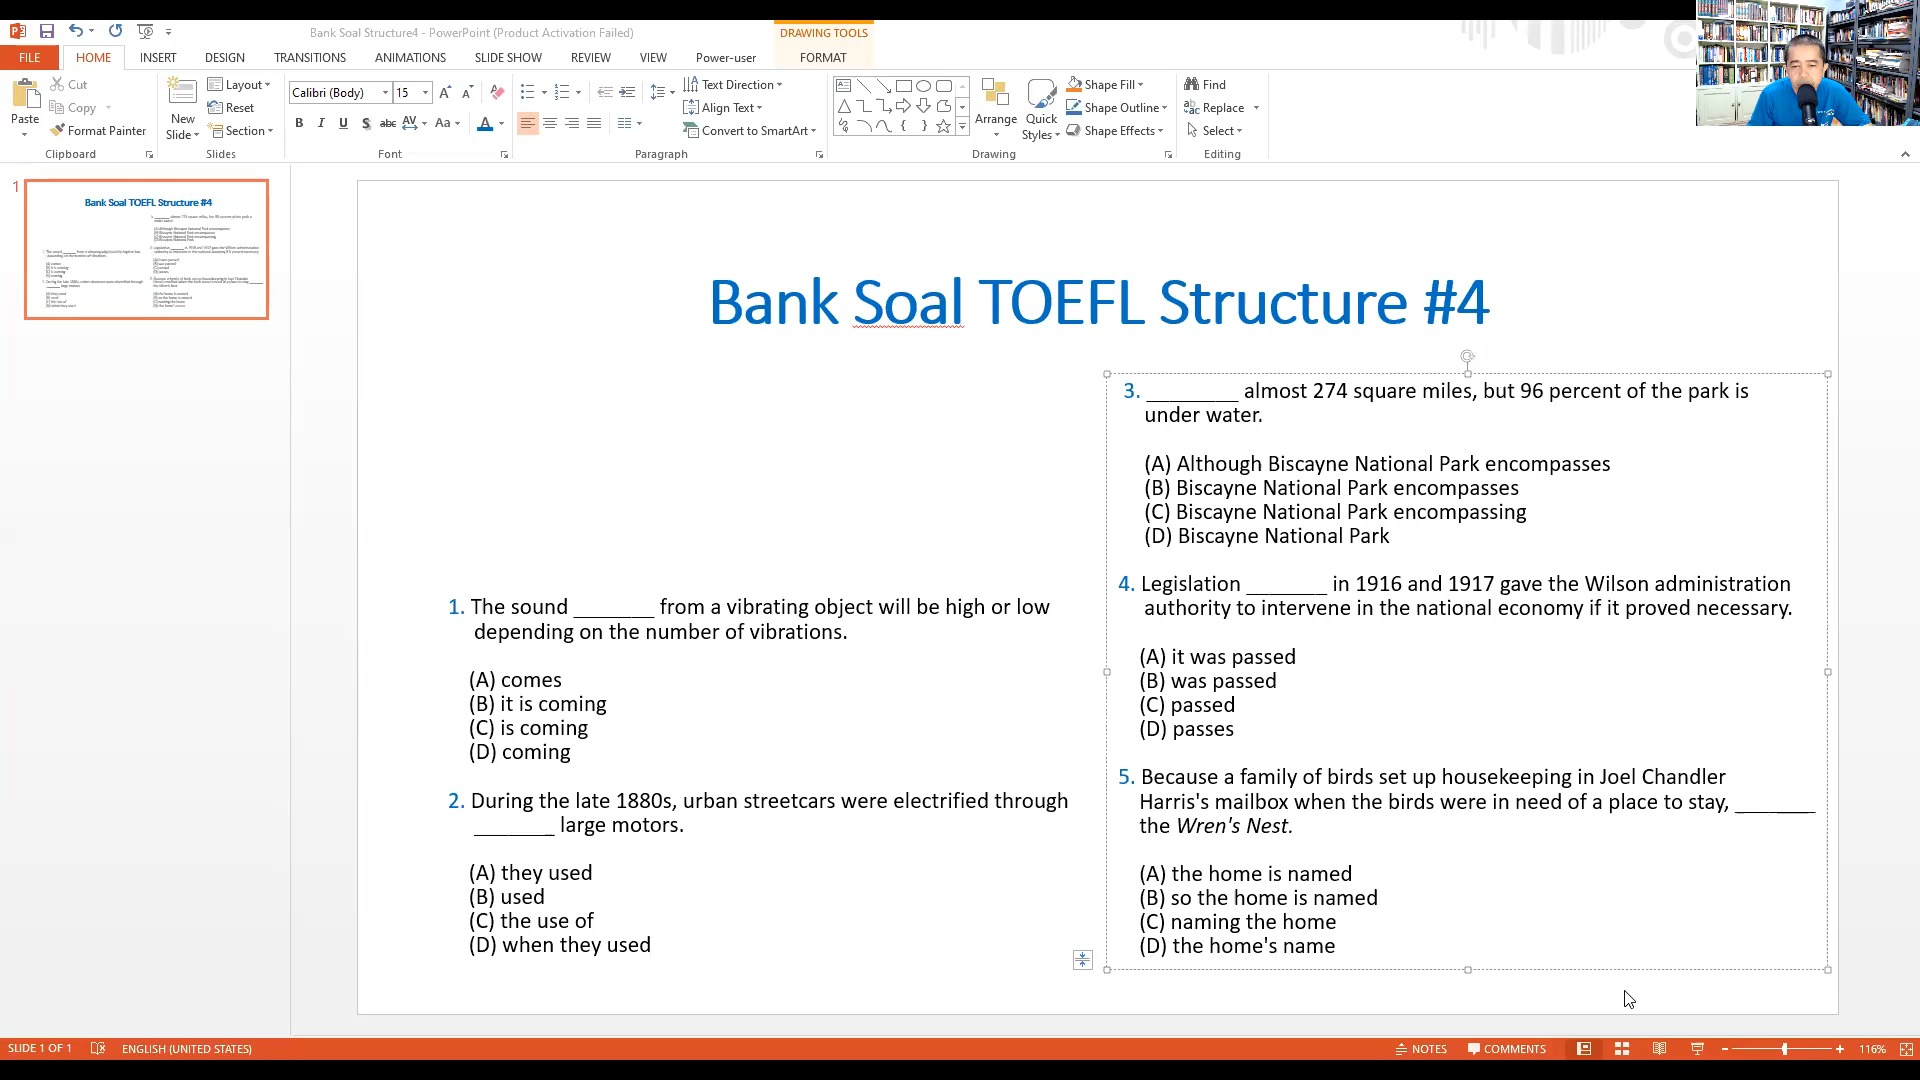 Bank Soal Structure4 - PowerPoint (Product Activation Failed)
DRAWING TOOLS
FILE HOME INSERT DESIGN TRANSITIONS ANIMATIONS SLIDE SHOW REVIEW VIEW Power-user FORMAT
Paste
Cut
Copy
Format Painter
Clipboard
New Slide
Layout
Reset
Section
Slides
Calibri (Body) 15
B I U S abc AV Aa A
Font
Text Direction
Align Text
Convert to SmartArt
Paragraph
Arrange
Quick Styles
Shape Fill
Shape Outline
Shape Effects
Drawing
Find
Replace
Select
Editing
1
Bank Soal TOEFL Structure #4
Bank Soal TOEFL Structure #4
1. The sound _______ from a vibrating object will be high or low
depending on the number of vibrations.
(A) comes
(B) it is coming
(C) is coming
(D) coming
2. During the late 1880s, urban streetcars were electrified through
_______ large motors.
(A) they used
(B) used
(C) the use of
(D) when they used
3. ________ almost 274 square miles, but 96 percent of the park is
under water.
(A) Although Biscayne National Park encompasses
(B) Biscayne National Park encompasses
(C) Biscayne National Park encompassing
(D) Biscayne National Park
4. Legislation _______ in 1916 and 1917 gave the Wilson administration
authority to intervene in the national economy if it proved necessary.
(A) it was passed
(B) was passed
(C) passed
(D) passes
5. Because a family of birds set up housekeeping in Joel Chandler
Harris's mailbox when the birds were in need of a place to stay, _______
the Wren's Nest.
(A) the home is named
(B) so the home is named
(C) naming the home
(D) the home's name
SLIDE 1 OF 1 ENGLISH (UNITED STATES) NOTES COMMENTS 116%